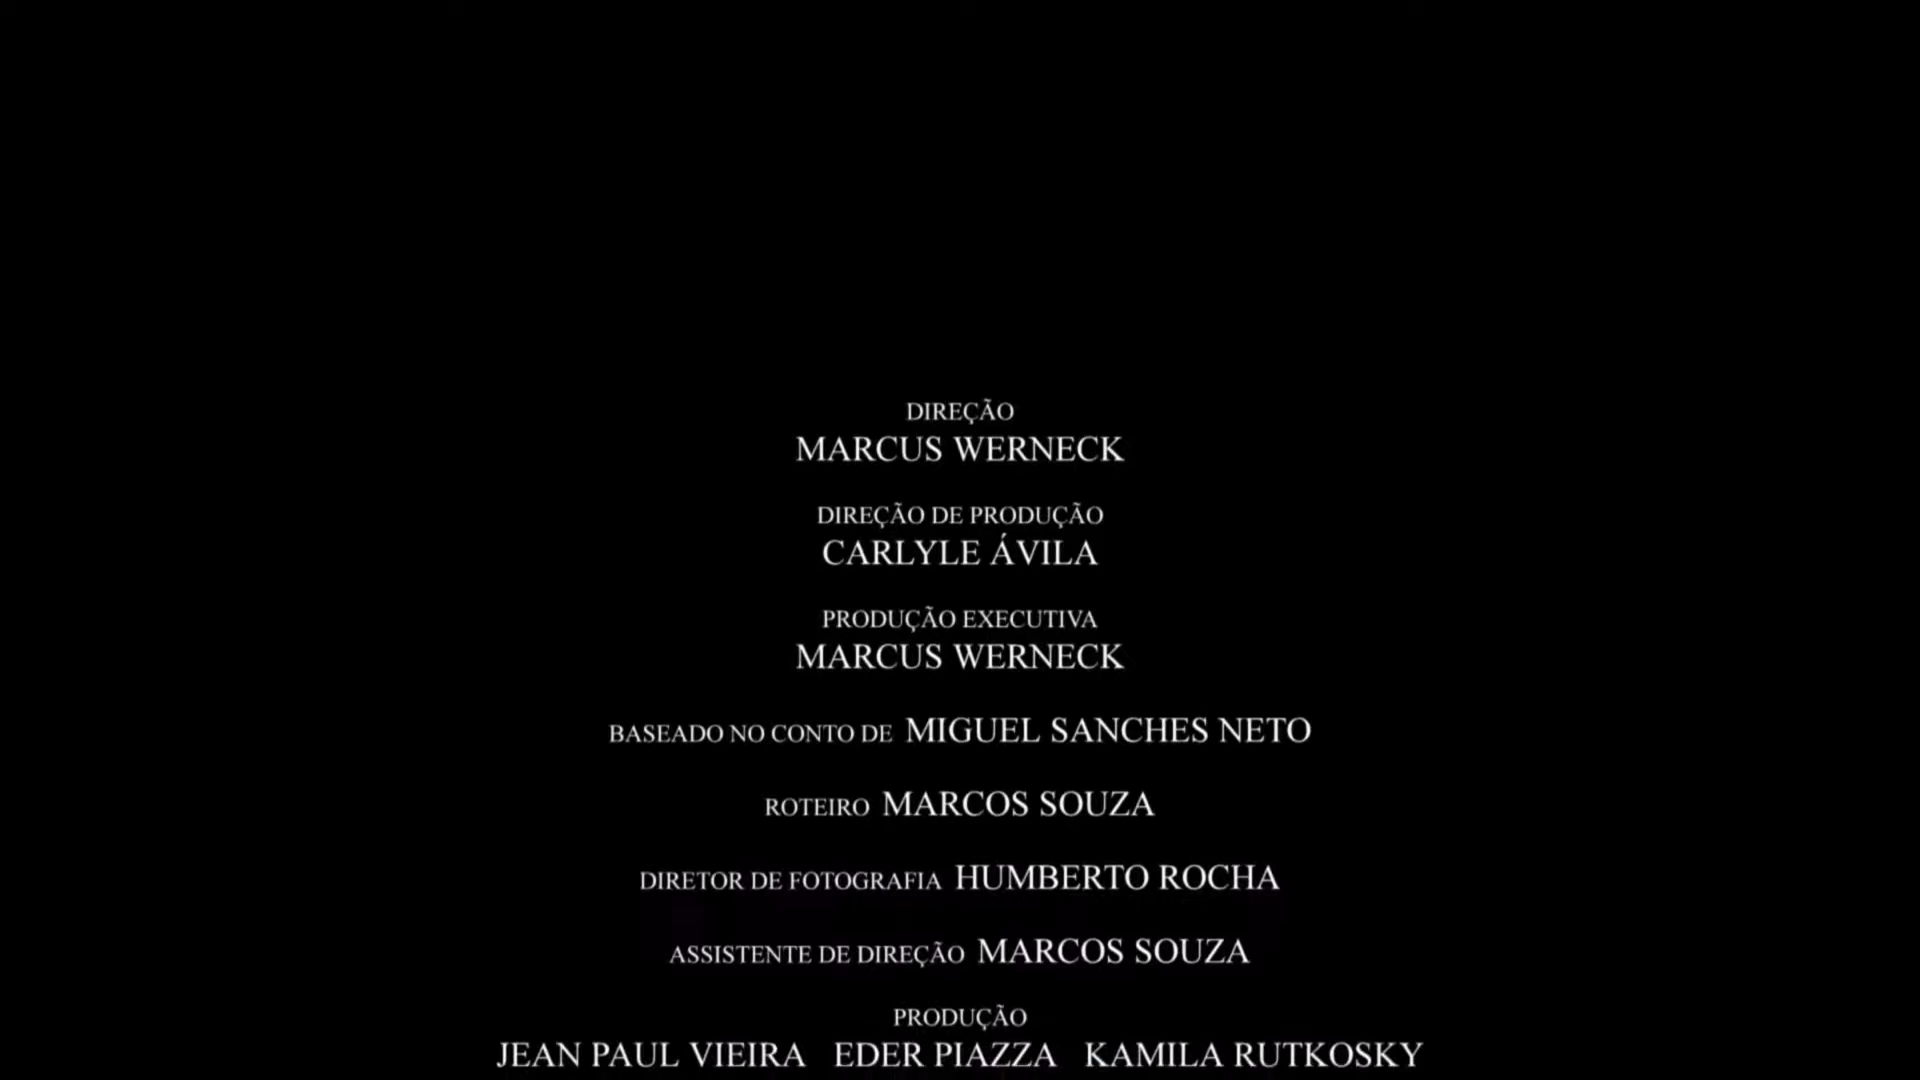 DIREÇÃO
MARCUS WERNECK
DIREÇÃO DE PRODUÇÃO
CARLYLE ÁVILA
PRODUÇÃO EXECUTIVA
MARCUS WERNECK
BASEADO NO CONTO DE MIGUEL SANCHES NETO
ROTEIRO MARCOS SOUZA
DIRETOR DE FOTOGRAFIA HUMBERTO ROCHA
ASSISTENTE DE DIREÇÃO MARCOS SOUZA
PRODUÇÃO
JEAN PAUL VIEIRA EDER PIAZZA KAMILA RUTKOSKY